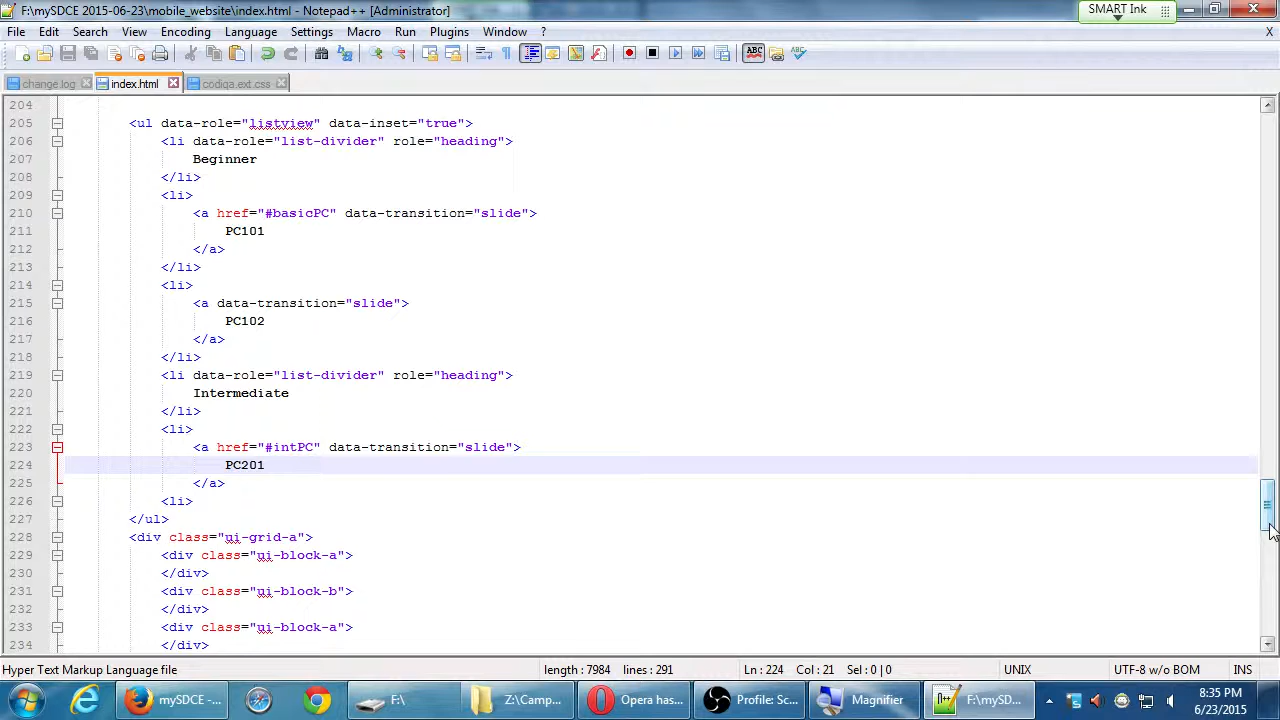 F:\mySDCE 2015-06-23\mobile_website\index.html - Notepad++ [Administrator]
SMART Ink
File Edit Search View Encoding Language Settings Macro Run Plugins Window ? X
change.log index.html codiqa.ext.css
204
205 <ul data-role="listview" data-inset="true">
206 <li data-role="list-divider" role="heading">
207 Beginner
208 </li>
209 <li>
210 <a href="#basicPC" data-transition="slide">
211 PC101
212 </a>
213 </li>
214 <li>
215 <a data-transition="slide">
216 PC102
217 </a>
218 </li>
219 <li data-role="list-divider" role="heading">
220 Intermediate
221 </li>
222 <li>
223 <a href="#intPC" data-transition="slide">
224 PC201
225 </a>
226 <li>
227 </ul>
228 <div class="ui-grid-a">
229 <div class="ui-block-a">
230 </div>
231 <div class="ui-block-b">
232 </div>
233 <div class="ui-block-a">
234 </div>
Hyper Text Markup Language file length : 7984 lines : 291 Ln : 224 Col : 21 Sel : 0 | 0 UNIX UTF-8 w/o BOM INS
mySDCE -... F:\ Z:\Camp... Opera has... Profile: Sc... Magnifier F:\mySD... 8:35 PM
6/23/2015